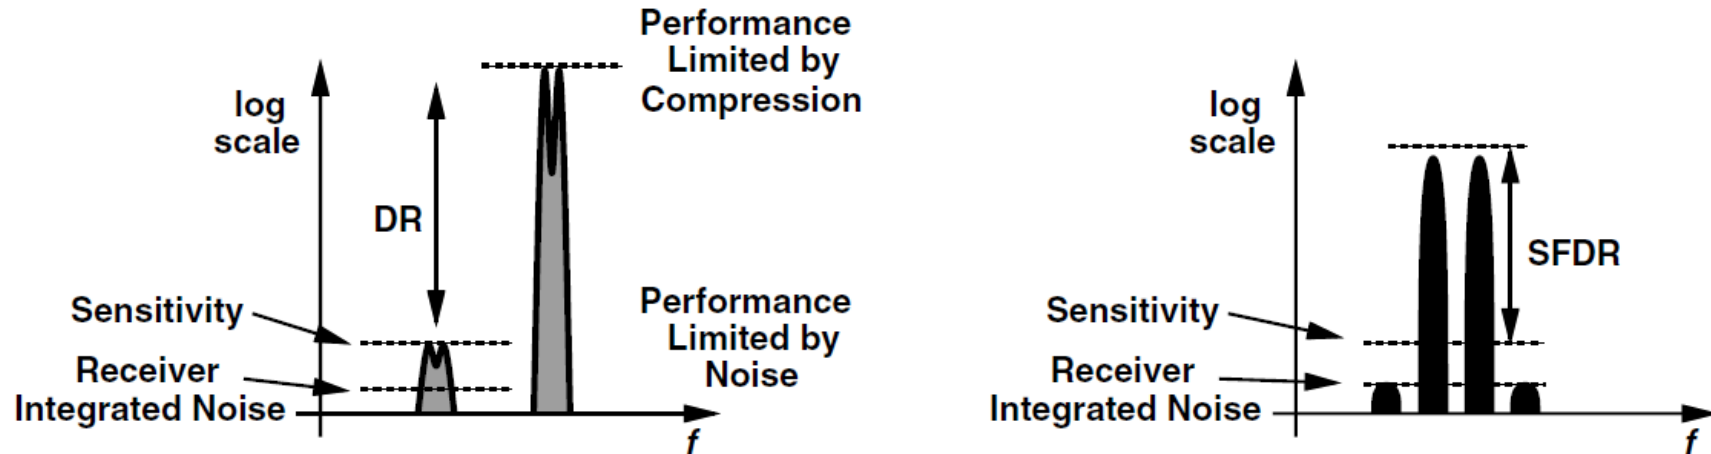 Performance
Limited by
Compression
log
scale
DR
Sensitivity
Receiver
Integrated Noise
Performance
Limited by
Noise
f
log
scale
SFDR
Sensitivity
Receiver
Integrated Noise
f